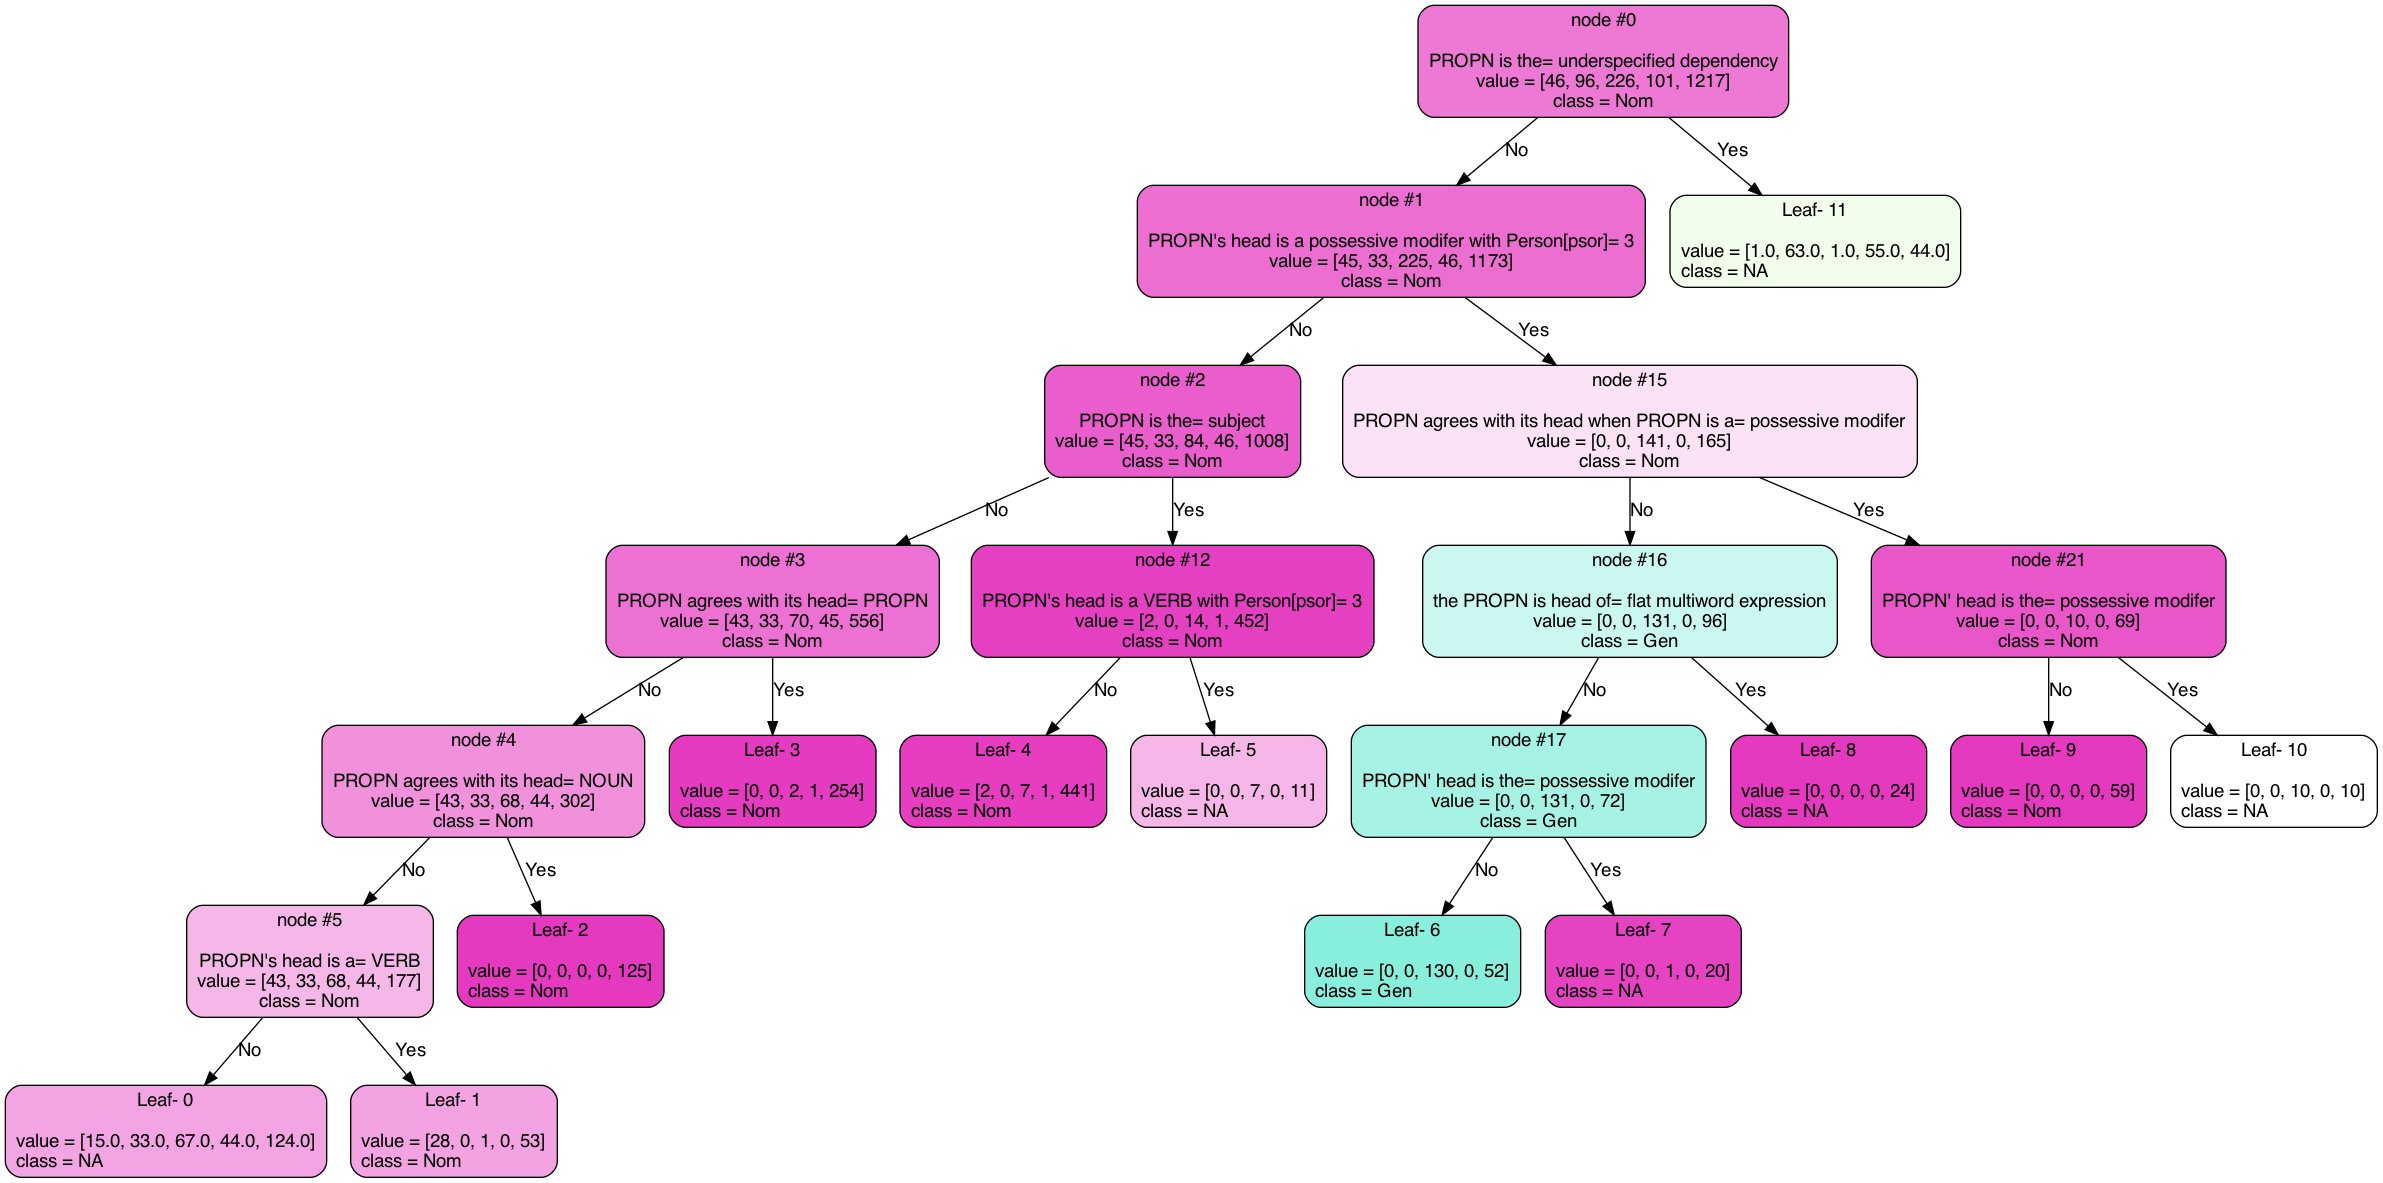 node #0
PROPN is the= underspecified dependency
value = [46, 96, 226, 101, 1217]
class = Nom
No
Yes
node #1
PROPN's head is a possessive modifer with Person[psor]= 3
value = [45, 33, 225, 46, 1173]
class = Nom
Leaf- 11
value = [1.0, 63.0, 1.0, 55.0, 44.0]
class = NA
No
Yes
node #2
PROPN is the= subject
value = [45, 33, 84, 46, 1008]
class = Nom
node #15
PROPN agrees with its head when PROPN is a= possessive modifer
value = [0, 0, 141, 0, 165]
class = Nom
No
Yes
No
Yes
node #3
PROPN agrees with its head= PROPN
value = [43, 33, 70, 45, 556]
class = Nom
node #12
PROPN's head is a VERB with Person[psor]= 3
value = [2, 0, 14, 1, 452]
class = Nom
node #16
the PROPN is head of= flat multiword expression
value = [0, 0, 131, 0, 96]
class = Gen
node #21
PROPN' head is the= possessive modifer
value = [0, 0, 10, 0, 69]
class = Nom
No
Yes
No
Yes
No
Yes
No
Yes
node #4
PROPN agrees with its head= NOUN
value = [43, 33, 68, 44, 302]
class = Nom
Leaf- 3
value = [0, 0, 2, 1, 254]
class = Nom
Leaf- 4
value = [2, 0, 7, 1, 441]
class = Nom
Leaf- 5
value = [0, 0, 7, 0, 11]
class = NA
node #17
PROPN' head is the= possessive modifer
value = [0, 0, 131, 0, 72]
class = Gen
Leaf- 8
value = [0, 0, 0, 0, 24]
class = NA
Leaf- 9
value = [0, 0, 0, 0, 59]
class = Nom
Leaf- 10
value = [0, 0, 10, 0, 10]
class = NA
No
Yes
No
Yes
node #5
PROPN's head is a= VERB
value = [43, 33, 68, 44, 177]
class = Nom
Leaf- 2
value = [0, 0, 0, 0, 125]
class = Nom
Leaf- 6
value = [0, 0, 130, 0, 52]
class = Gen
Leaf- 7
value = [0, 0, 1, 0, 20]
class = NA
No
Yes
Leaf- 0
value = [15.0, 33.0, 67.0, 44.0, 124.0]
class = NA
Leaf- 1
value = [28, 0, 1, 0, 53]
class = Nom